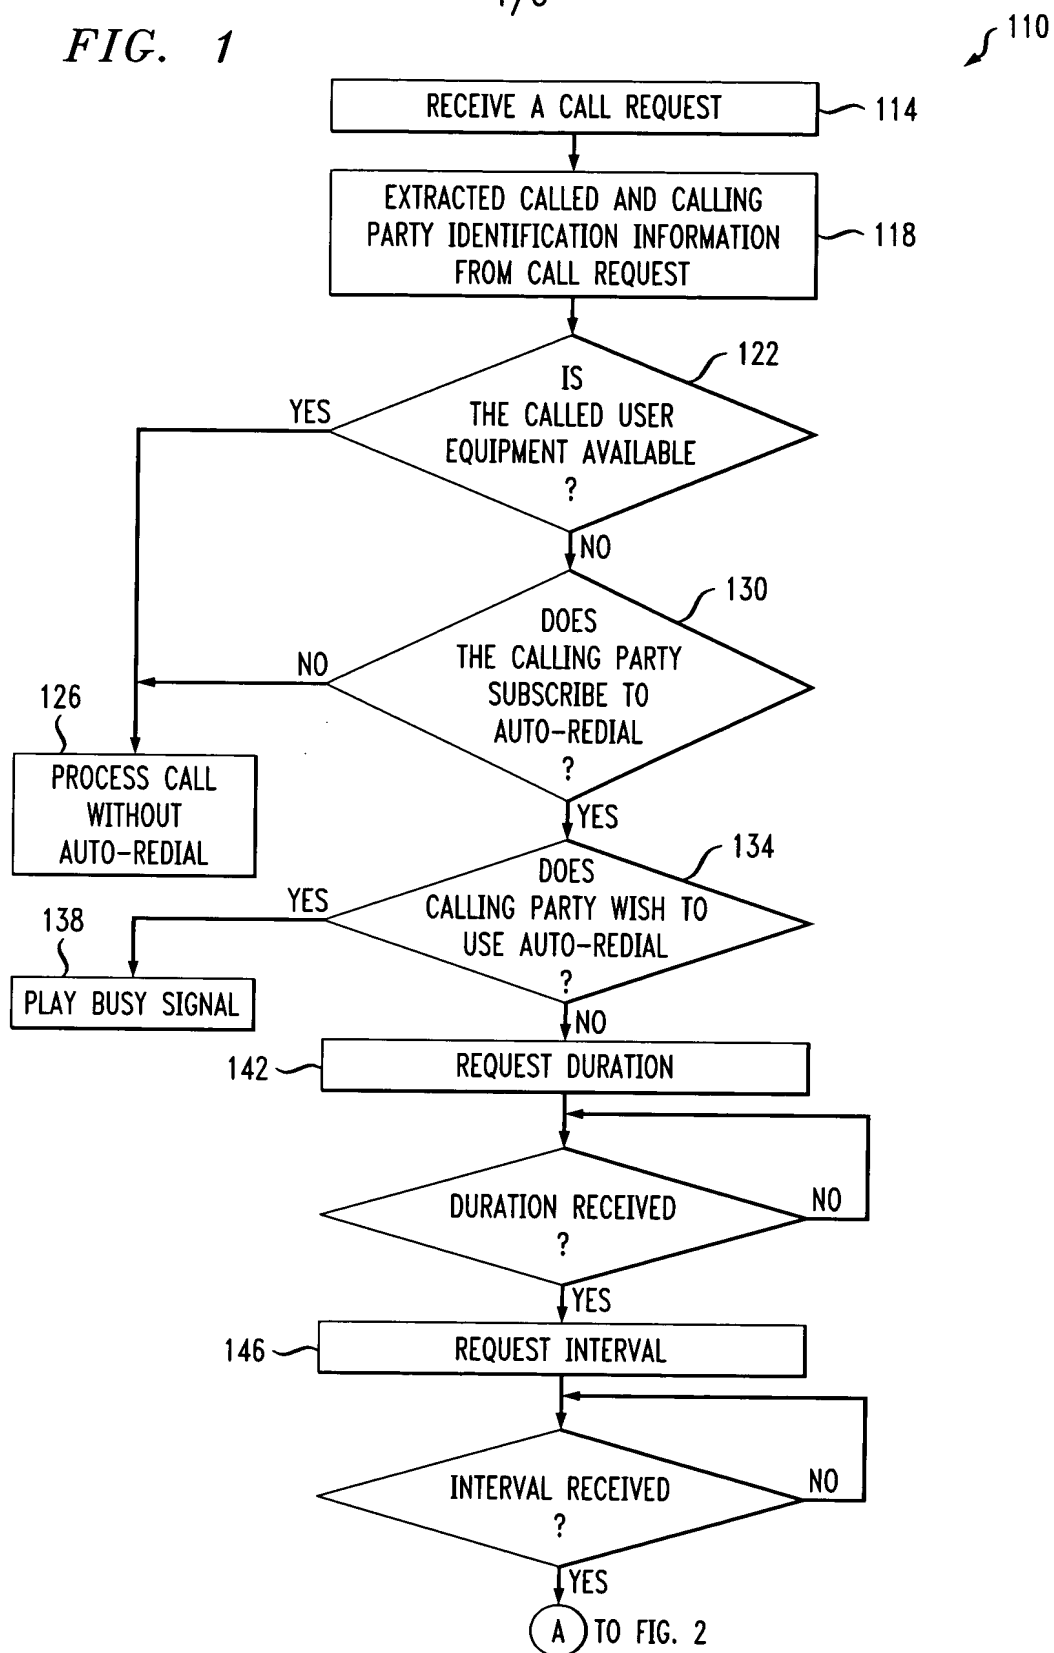 FIG. 1
110
RECEIVE A CALL REQUEST
114
EXTRACTED CALLED AND CALLING
PARTY IDENTIFICATION INFORMATION
FROM CALL REQUEST
118
122
IS
THE CALLED USER
EQUIPMENT AVAILABLE
?
YES
NO
130
DOES
THE CALLING PARTY
SUBSCRIBE TO
AUTO-REDIAL
?
NO
126
PROCESS CALL
WITHOUT
AUTO-REDIAL
YES
134
DOES
CALLING PARTY WISH TO
USE AUTO-REDIAL
?
YES
138
PLAY BUSY SIGNAL
NO
142
REQUEST DURATION
DURATION RECEIVED
?
NO
YES
146
REQUEST INTERVAL
INTERVAL RECEIVED
?
NO
YES
A TO FIG. 2